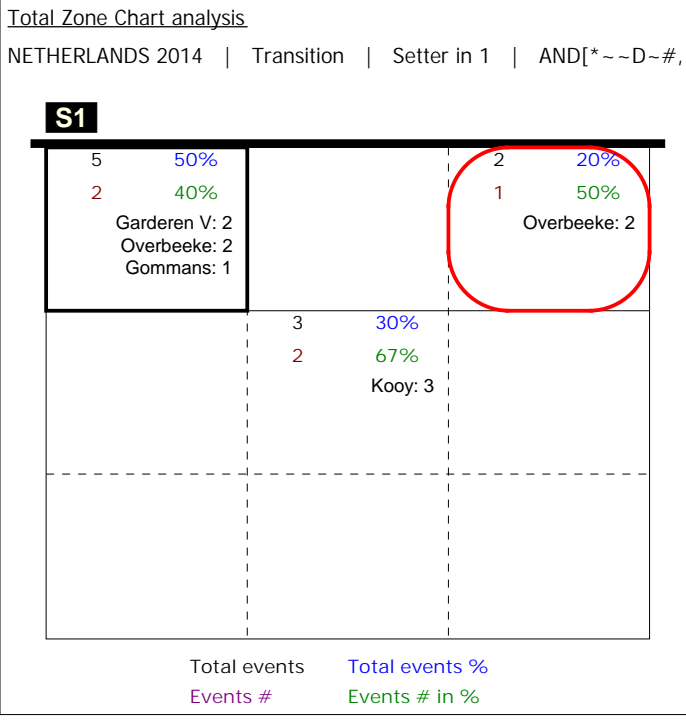 Total Zone Chart analysis
NETHERLANDS 2014 | Transition | Setter in 1 | AND[*~~D~#,
S1
5 50% 2 20%
2 40% 1 50%
Garderen V: 2 Overbeeke: 2
Overbeeke: 2
Gommans: 1
3 30%
2 67%
Kooy: 3
Total events Total events %
Events # Events # in %